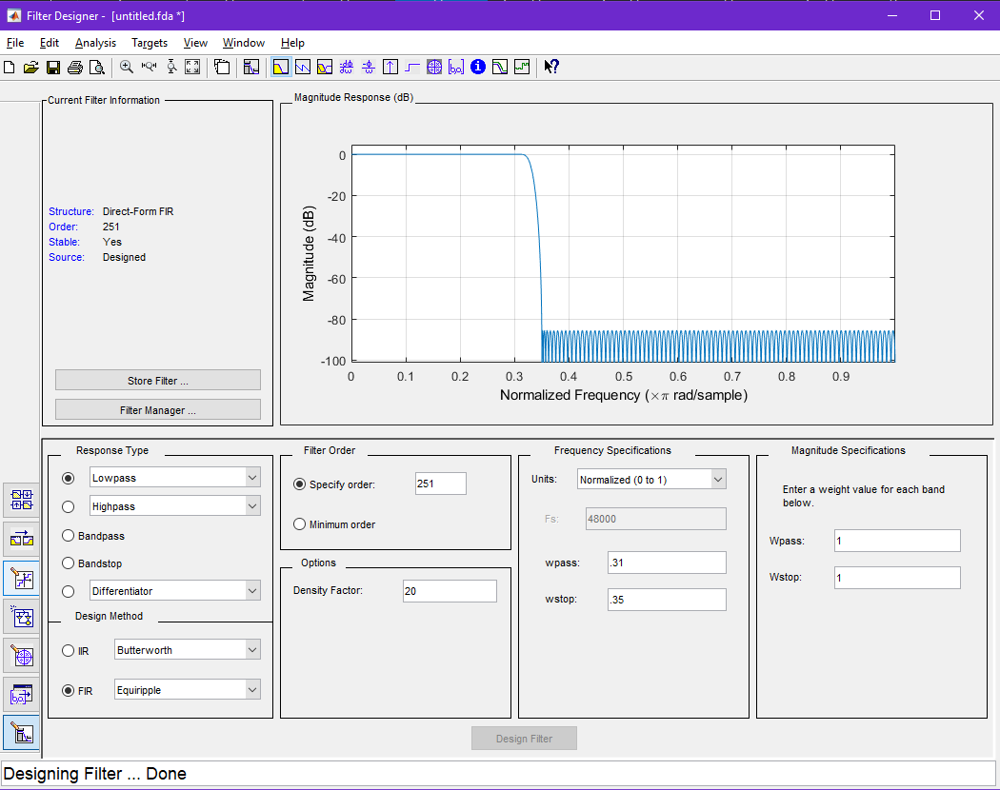 Filter Designer - [untitled.fda *]
File Edit Analysis Targets View Window Help
Current Filter Information
Structure: Direct-Form FIR
Order: 251
Stable: Yes
Source: Designed
Store Filter ...
Filter Manager ...
Magnitude Response (dB)
Magnitude (dB)
0
-20
-40
-60
-80
-100
0 0.1 0.2 0.3 0.4 0.5 0.6 0.7 0.8 0.9
Normalized Frequency (×π rad/sample)
Response Type
Lowpass
Highpass
Bandpass
Bandstop
Differentiator
Design Method
IIR Butterworth
FIR Equiripple
Filter Order
Specify order: 251
Minimum order
Options
Density Factor: 20
Frequency Specifications
Units: Normalized (0 to 1)
Fs: 48000
wpass: .31
wstop: .35
Magnitude Specifications
Enter a weight value for each band
below.
Wpass: 1
Wstop: 1
Design Filter
Designing Filter ... Done